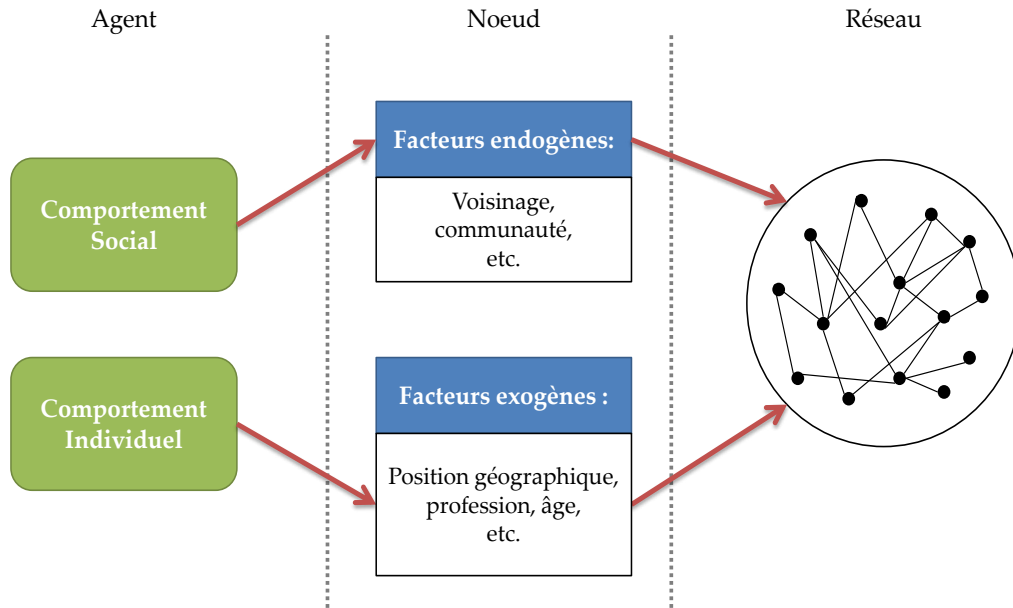 Agent
Noeud
Réseau
Comportement
Social
Facteurs endogènes:
Voisinage,
communauté,
etc.
Comportement
Individuel
Facteurs exogènes :
Position géographique,
profession, âge,
etc.